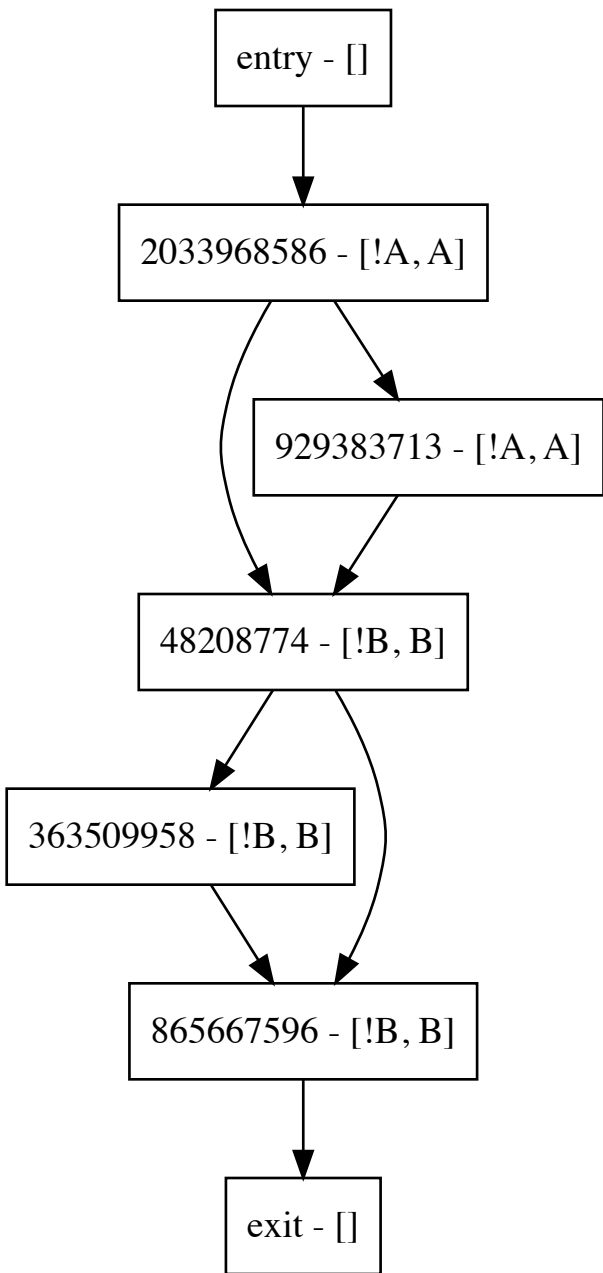 entry - []
2033968586 - [!A, A]
929383713 - [!A, A]
48208774 - [!B, B]
363509958 - [!B, B]
865667596 - [!B, B]
exit - []